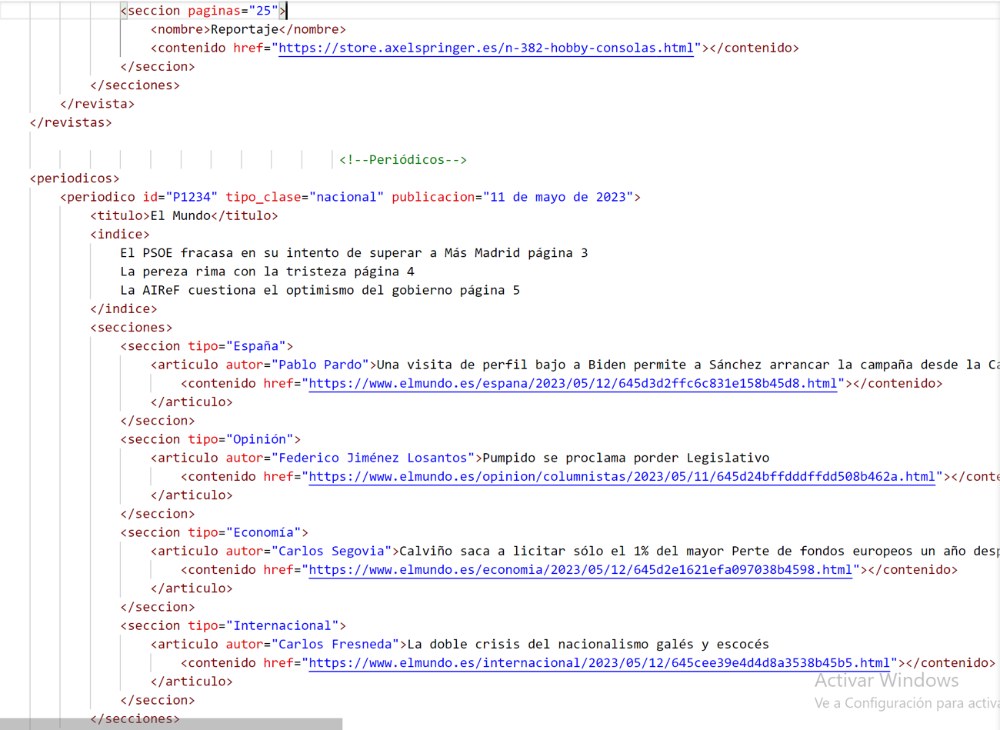 <seccion paginas="25">
<nombre>Reportaje</nombre>
<contenido href="https://store.axelspringer.es/n-382-hobby-consolas.html"></contenido>
</seccion>
</secciones>
</revista>
</revistas>
<!--Periódicos-->
<periodicos>
<periodico id="P1234" tipo_clase="nacional" publicacion="11 de mayo de 2023">
<titulo>El Mundo</titulo>
<indice>
El PSOE fracasa en su intento de superar a Más Madrid página 3
La pereza rima con la tristeza página 4
La AIReF cuestiona el optimismo del gobierno página 5
</indice>
<secciones>
<seccion tipo="España">
<articulo autor="Pablo Pardo">Una visita de perfil bajo a Biden permite a Sánchez arrancar la campaña desde la
<contenido href="https://www.elmundo.es/espana/2023/05/12/645d3d2ffc6c831e158b45d8.html"></contenido>
</articulo>
</seccion>
<seccion tipo="Opinión">
<articulo autor="Federico Jiménez Losantos">Pumpido se proclama porder Legislativo
<contenido href="https://www.elmundo.es/opinion/columnistas/2023/05/11/645d24bffdddffdd508b462a.html"></conte
</articulo>
</seccion>
<seccion tipo="Economía">
<articulo autor="Carlos Segovia">Calviño saca a licitar sólo el 1% del mayor Perte de fondos europeos un año desp
<contenido href="https://www.elmundo.es/economia/2023/05/12/645d2e1621efa097038b4598.html"></contenido>
</articulo>
</seccion>
<seccion tipo="Internacional">
<articulo autor="Carlos Fresneda">La doble crisis del nacionalismo galés y escocés
<contenido href="https://www.elmundo.es/internacional/2023/05/12/645cee39e4d4d8a3538b45b5.html"></contenido>
</articulo>
</seccion>
</secciones>
Activar Windows
Ve a Configuración para activa